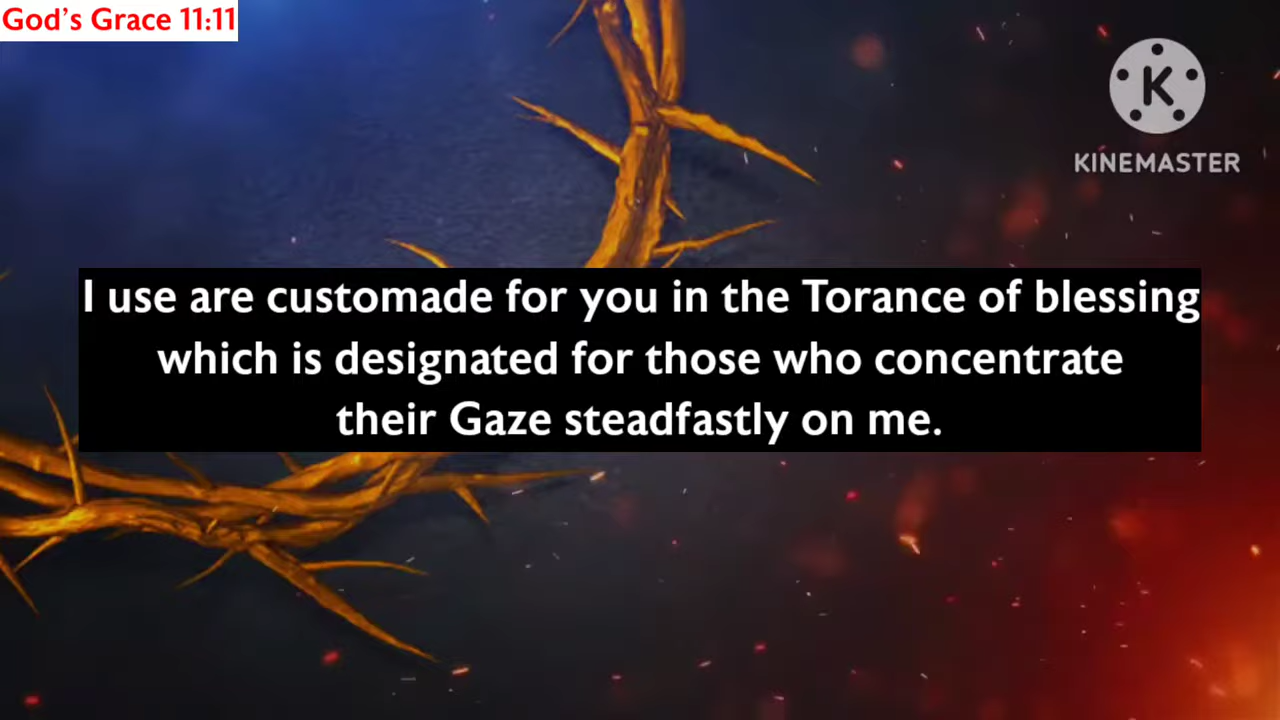 God's Grace 11:11
K
KINEMASTER
I use are customade for you in the Torance of blessing
which is designated for those who concentrate
their Gaze steadfastly on me.